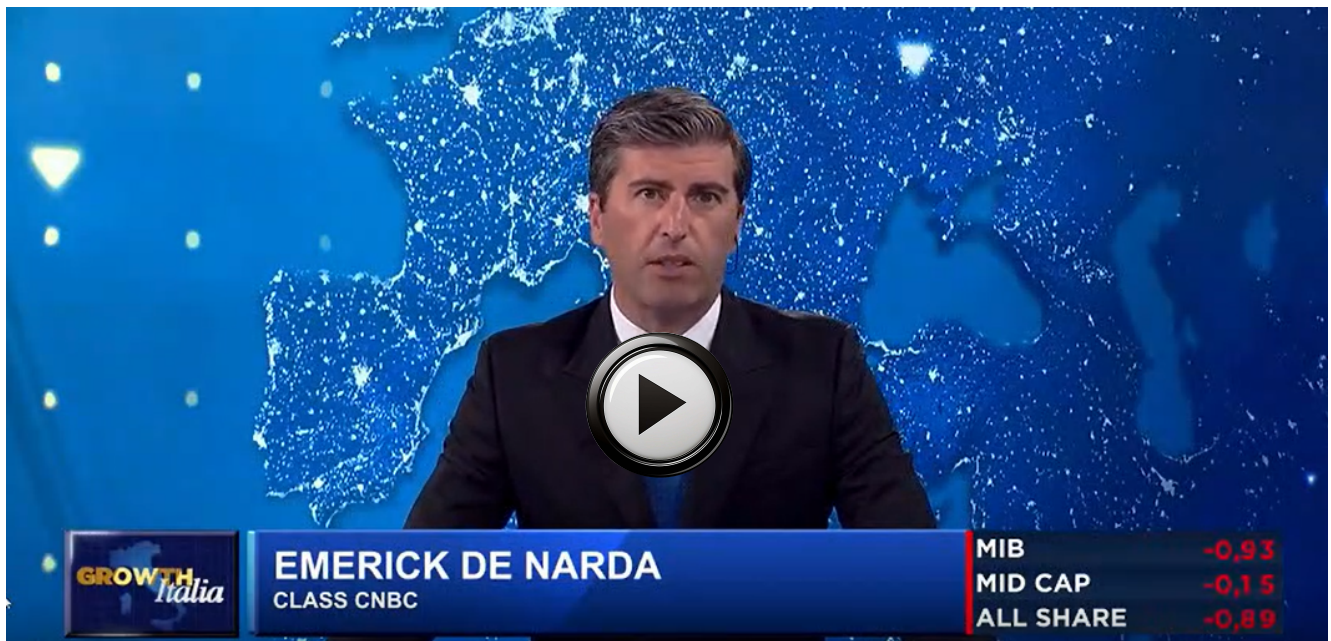 GROWTH
Italia
EMERICK DE NARDA
CLASS CNBC
MIB -0,93
MID CAP -0,15
ALL SHARE -0,89